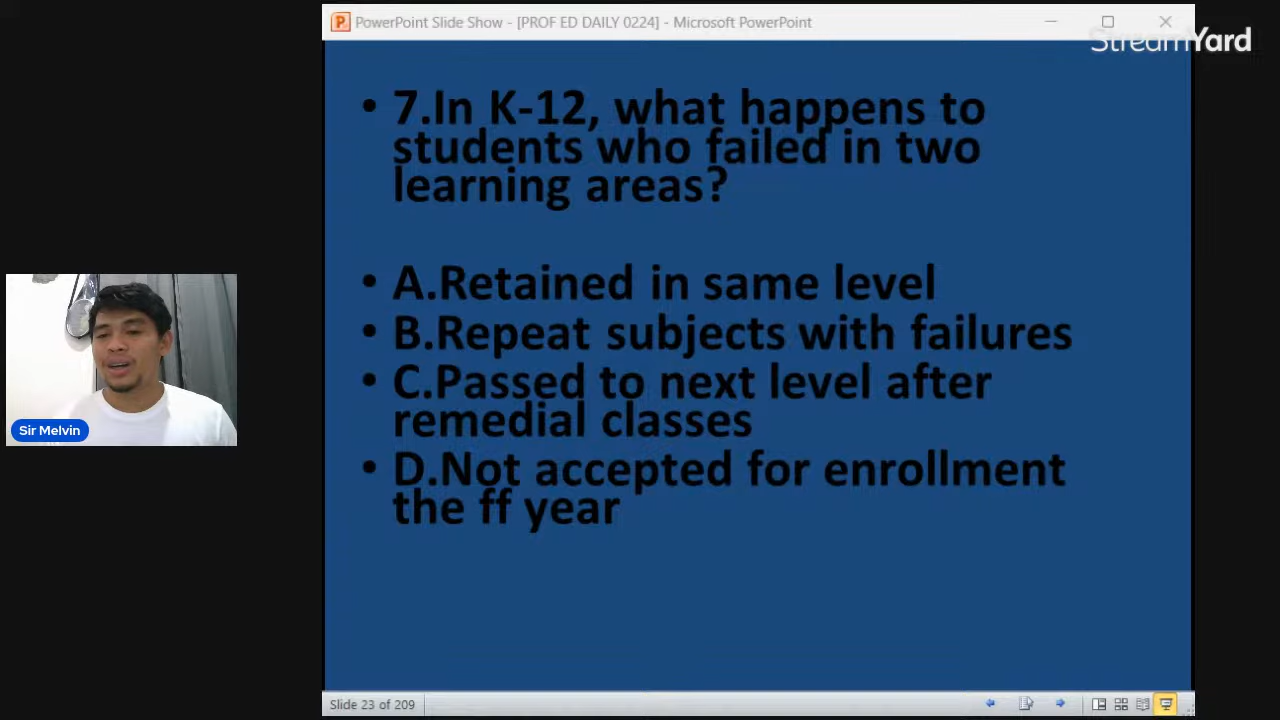 PowerPoint Slide Show - [PROF ED DAILY 0224] - Microsoft PowerPoint
StreamYard
• 7.In K-12, what happens to
students who failed in two
learning areas?
• A.Retained in same level
• B.Repeat subjects with failures
• C.Passed to next level after
remedial classes
• D.Not accepted for enrollment
the ff year
Sir Melvin
Slide 23 of 209